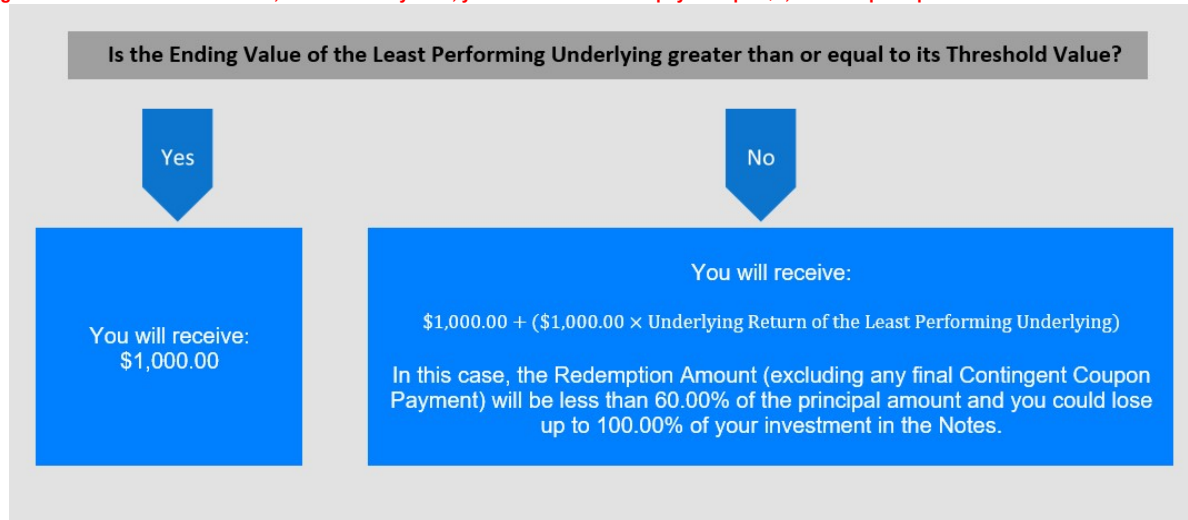 Is the Ending Value of the Least Performing Underlying greater than or equal to its Threshold Value?
Yes
No
You will receive:
$1,000.00
You will receive:
$1,000.00 + ($1,000.00 × Underlying Return of the Least Performing Underlying)
In this case, the Redemption Amount (excluding any final Contingent Coupon
Payment) will be less than 60.00% of the principal amount and you could lose
up to 100.00% of your investment in the Notes.